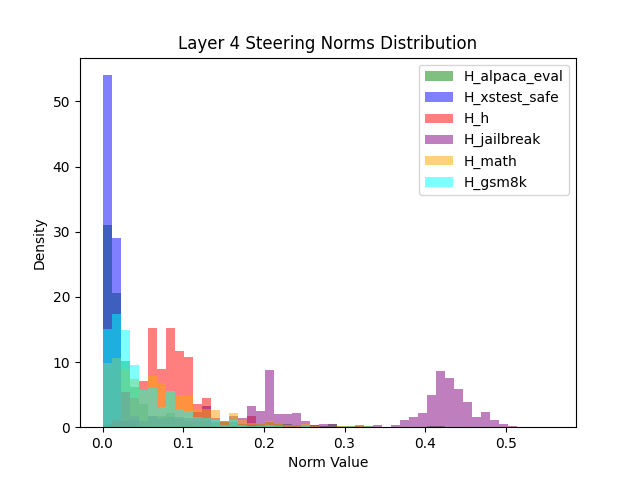 Layer 4 Steering Norms Distribution
H_alpaca_eval
H_xstest_safe
H_h
H_jailbreak
H_math
H_gsm8k
Density
50
40
30
20
10
0
0.0 0.1 0.2 0.3 0.4 0.5
Norm Value